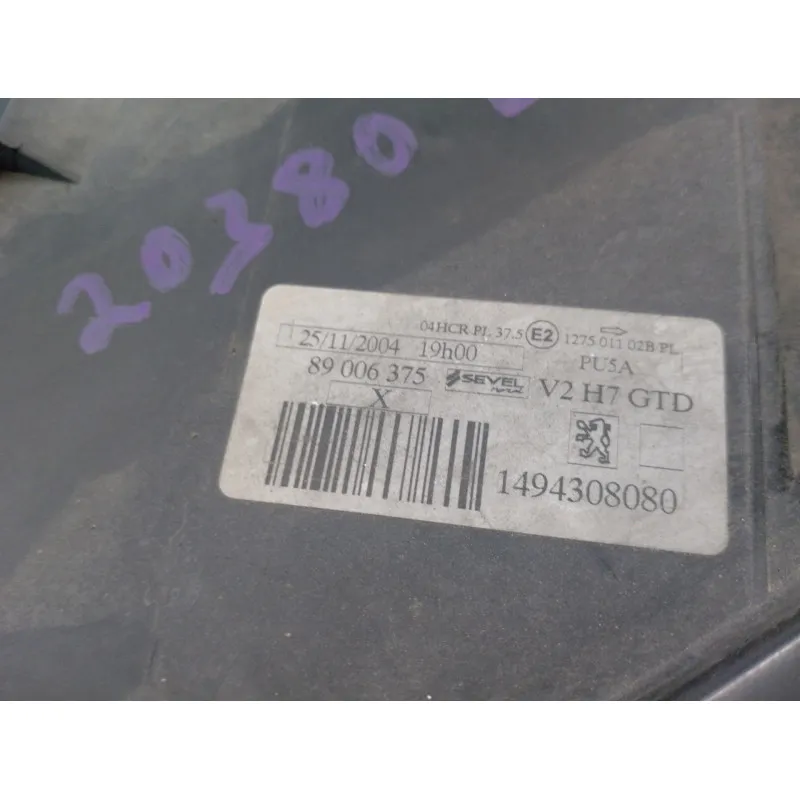 20380
04HCR PL 37.5 E2 1275 011 02B PL
25/11/2004 19h00
PU5A
89 006 375 SEVEL
V2 H7 GTD
X
1494308080